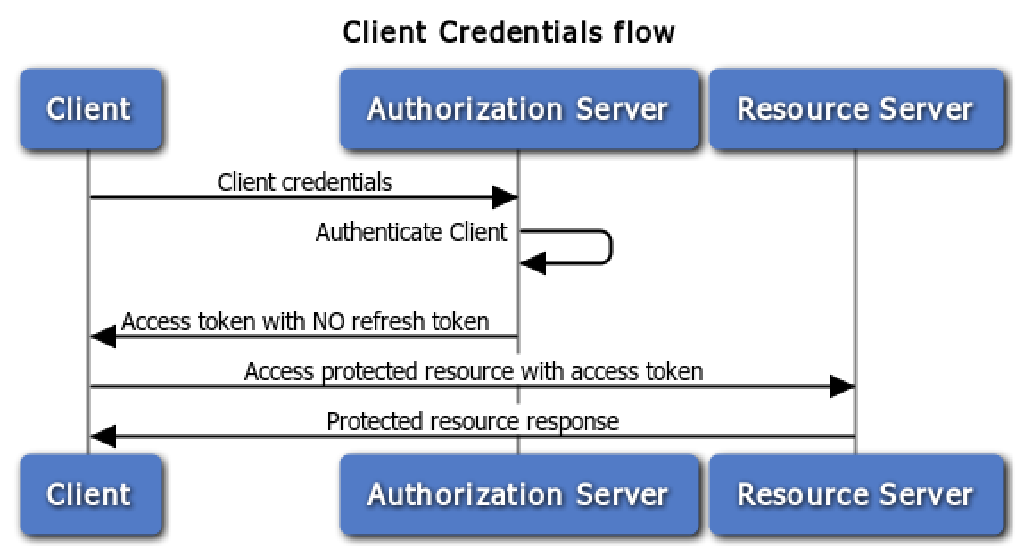 Client Credentials flow
Client
Authorization Server
Resource Server
Client credentials
Authenticate Client
Access token with NO refresh token
Access protected resource with access token
Protected resource response
Client
Authorization Server
Resource Server